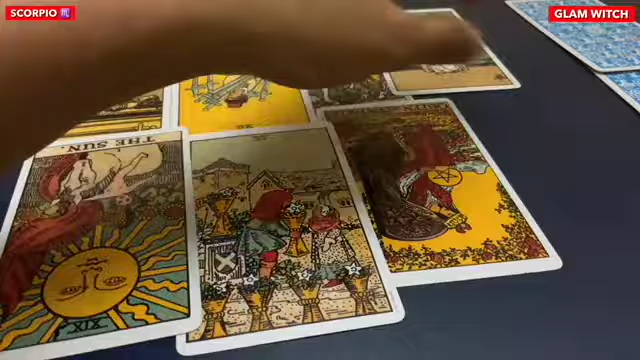 SCORPIO ♏
GLAM WITCH
THE SUN.
XIX